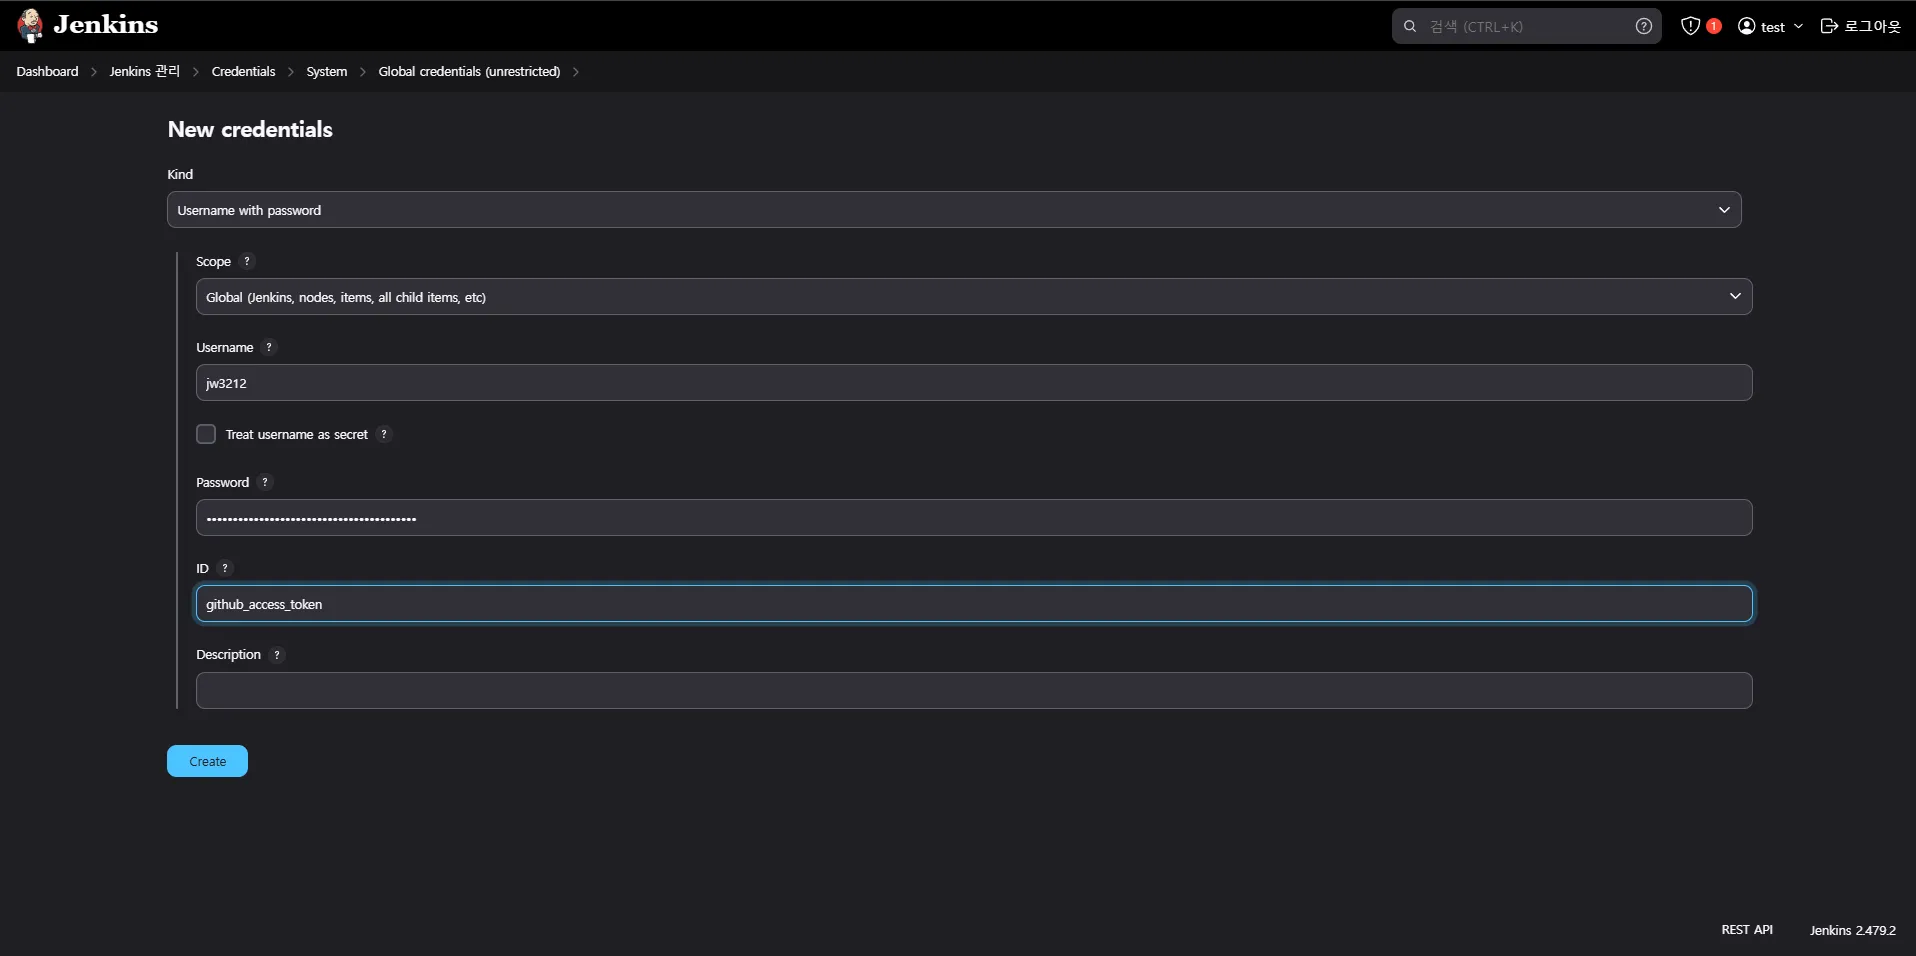 Jenkins
검색 (CTRL+K)
?
1
test
로그아웃
Dashboard
Jenkins 관리
Credentials
System
Global credentials (unrestricted)
New credentials
Kind
Username with password
Scope ?
Global (Jenkins, nodes, items, all child items, etc)
Username ?
jw3212
Treat username as secret ?
Password ?
ID ?
github_access_token
Description ?
Create
REST API
Jenkins 2.479.2